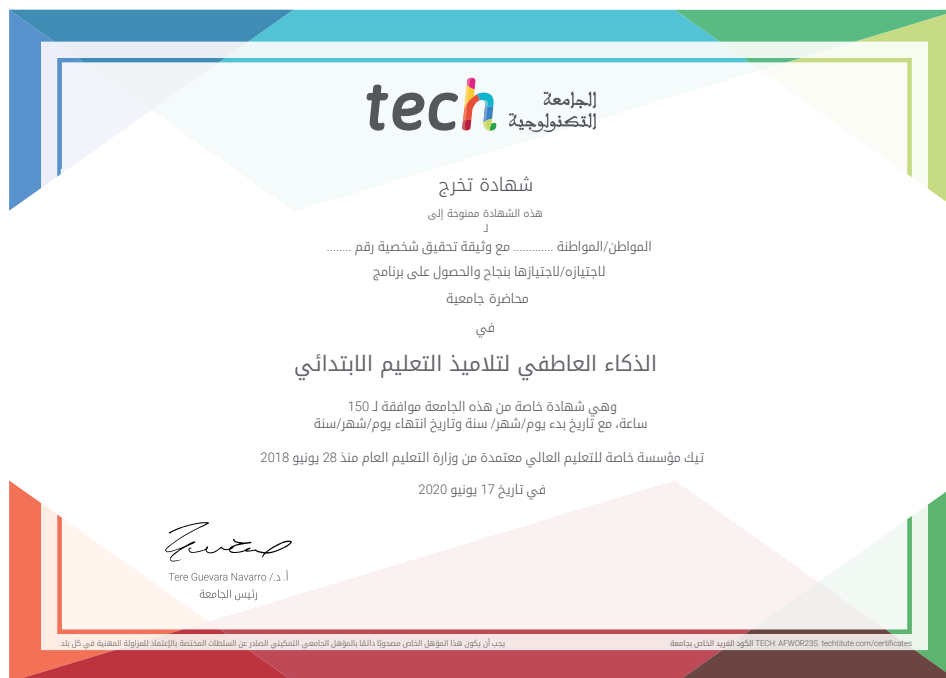 tech الجامعة
التكنولوجية
شهادة تخرج
هذه الشهادة ممنوحة إلى
لـ
المواطن/المواطنة ............ مع وثيقة تحقيق شخصية رقم ........
لاجتيازه/لاجتيازها بنجاح والحصول على برنامج
محاضرة جامعية
في
الذكاء العاطفي لتلاميذ التعليم الابتدائي
وهي شهادة خاصة من هذه الجامعة موافقة لـ 150
ساعة، مع تاريخ بدء يوم/شهر/ سنة وتاريخ انتهاء يوم/شهر/سنة
تيك مؤسسة خاصة للتعليم العالي معتمدة من وزارة التعليم العام منذ 28 يونيو 2018
في تاريخ 17 يونيو 2020
أ. د./ Tere Guevara Navarro
رئيس الجامعة
يجب أن يكون هذا المؤهل الخاص مصحوبًا دائمًا بالمؤهل الجامعي التمكيني الصادر عن السلطات المختصة بالإعتماد للمزاولة المهنية في كل بلد.
الكود الفريد الخاص بجامعة TECH: AFWOR23S techtitute.com/certificates